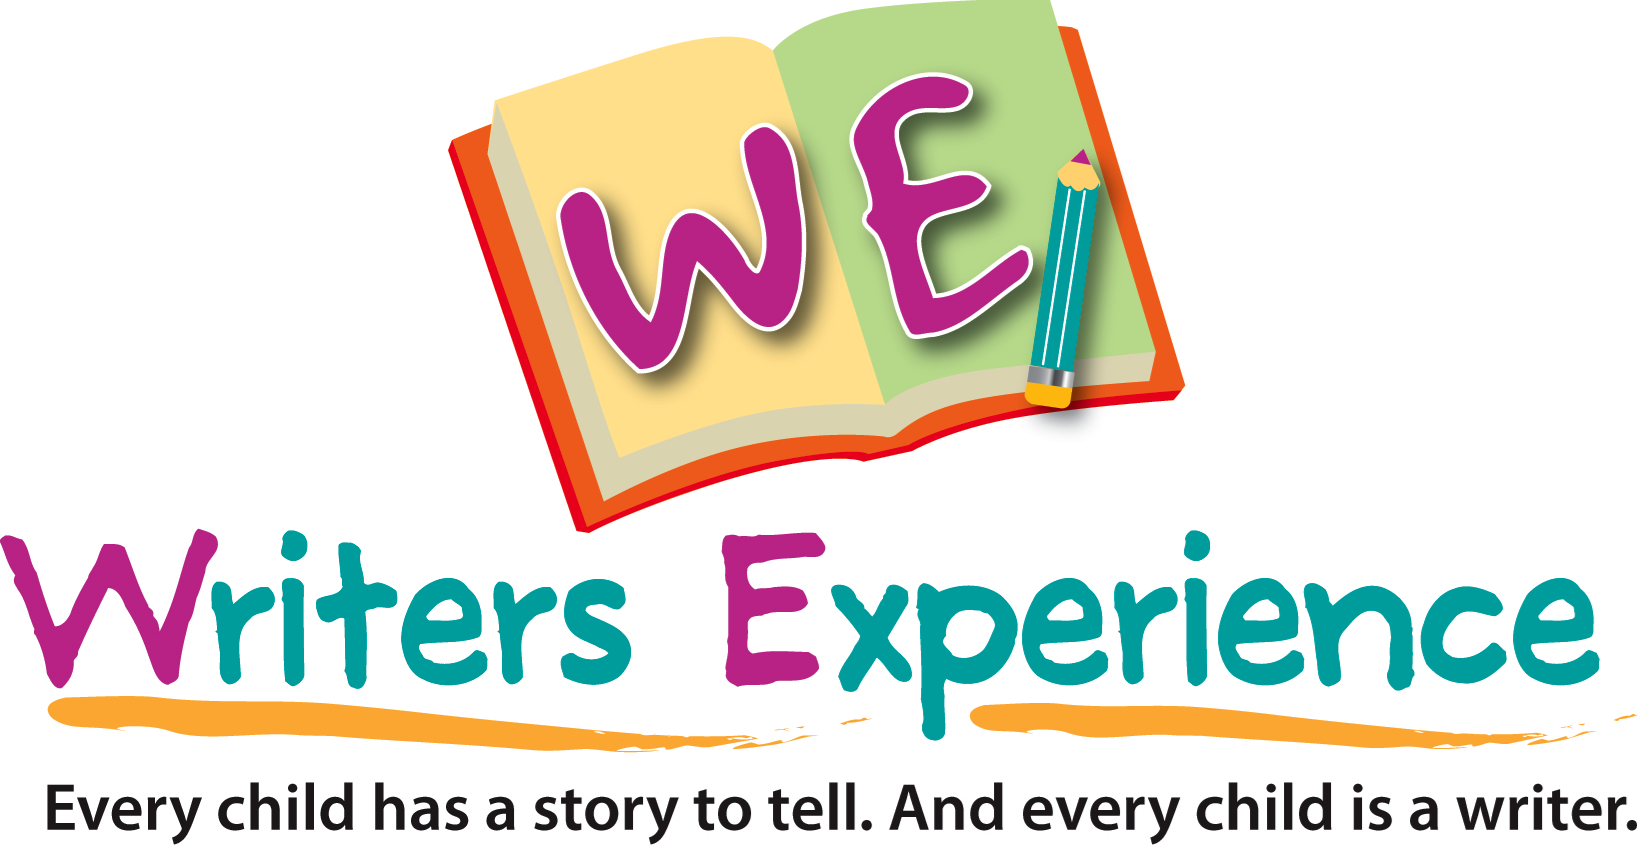 WE
Writers Experience
Every child has a story to tell. And every child is a writer.